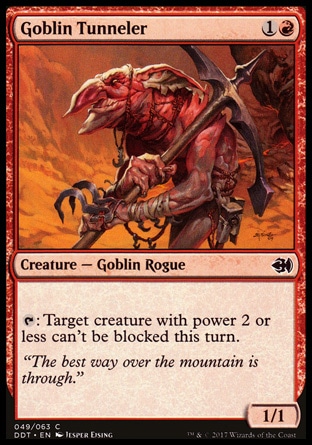 Goblin Tunneler 1
Creature — Goblin Rogue
: Target creature with power 2 or
less can't be blocked this turn.
"The best way over the mountain is
through."
1/1
049/063 C
DDT • EN Jesper Ejsing
™ & © 2017 Wizards of the Coast